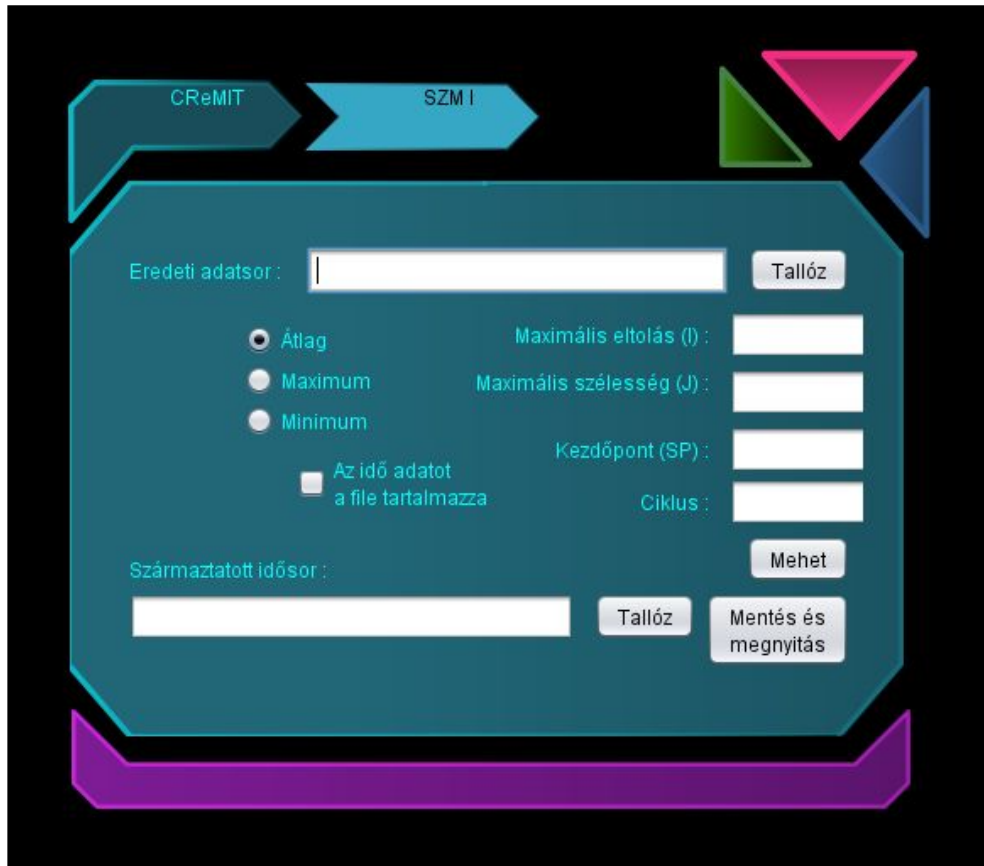 CReMIT
SZM I
Eredeti adatsor :
Tallóz
Átlag
Maximum
Minimum
Az idő adatot
a file tartalmazza
Maximális eltolás (I) :
Maximális szélesség (J) :
Kezdőpont (SP) :
Ciklus :
Mehet
Származtatott idősor :
Tallóz
Mentés és
megnyitás